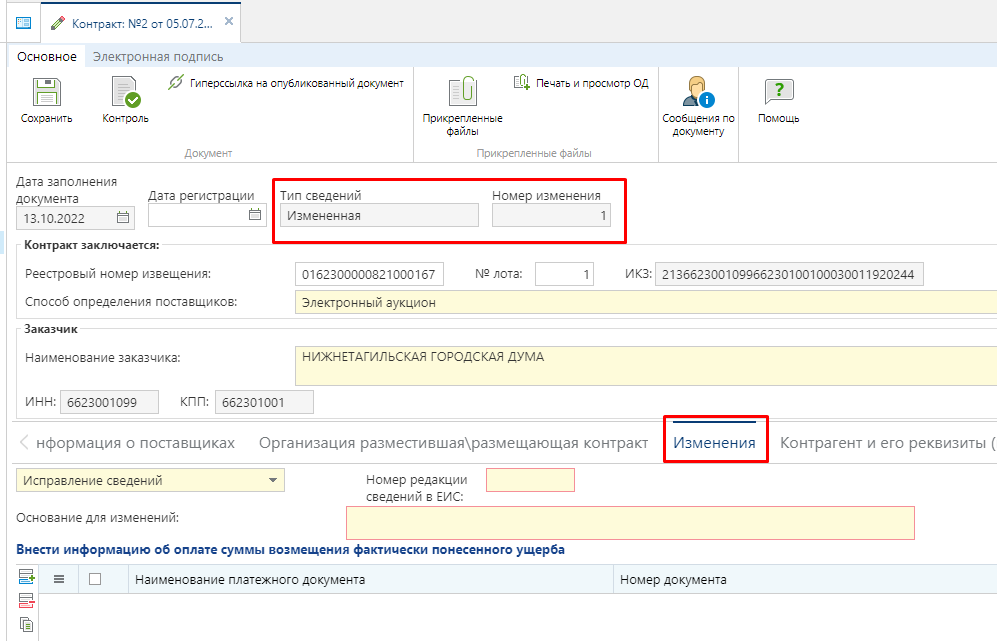 Контракт: №2 от 05.07.2...
Основное Электронная подпись
Сохранить
Контроль
Гиперссылка на опубликованный документ
Документ
Прикрепленные
файлы
Печать и просмотр ОД
Прикрепленные файлы
Сообщения по
документу
Помощь
Дата заполнения
документа
13.10.2022
Дата регистрации
Тип сведений
Измененная
Номер изменения
1
Контракт заключается:
Реестровый номер извещения: 0162300000821000167 № лота: 1 ИКЗ: 213662300109966230100100030011920244
Способ определения поставщиков: Электронный аукцион
Заказчик
Наименование заказчика: НИЖНЕТАГИЛЬСКАЯ ГОРОДСКАЯ ДУМА
ИНН: 6623001099 КПП: 662301001
нформация о поставщиках Организация разместившая\размещающая контракт Изменения Контрагент и его реквизиты (
Исправление сведений
Номер редакции
сведений в ЕИС:
Основание для изменений:
Внести информацию об оплате суммы возмещения фактически понесенного ущерба
Наименование платежного документа Номер документа